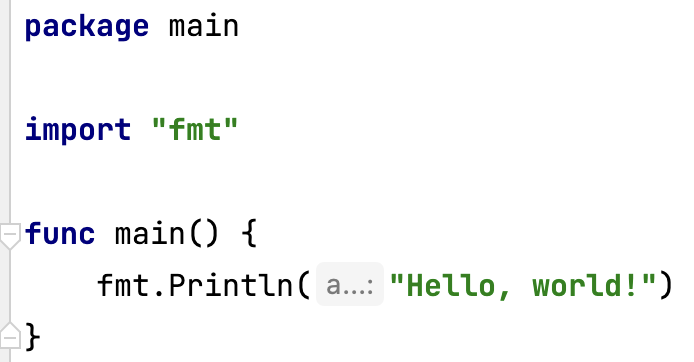 package main
import "fmt"
func main() {
fmt.Println( a...: "Hello, world!")
}